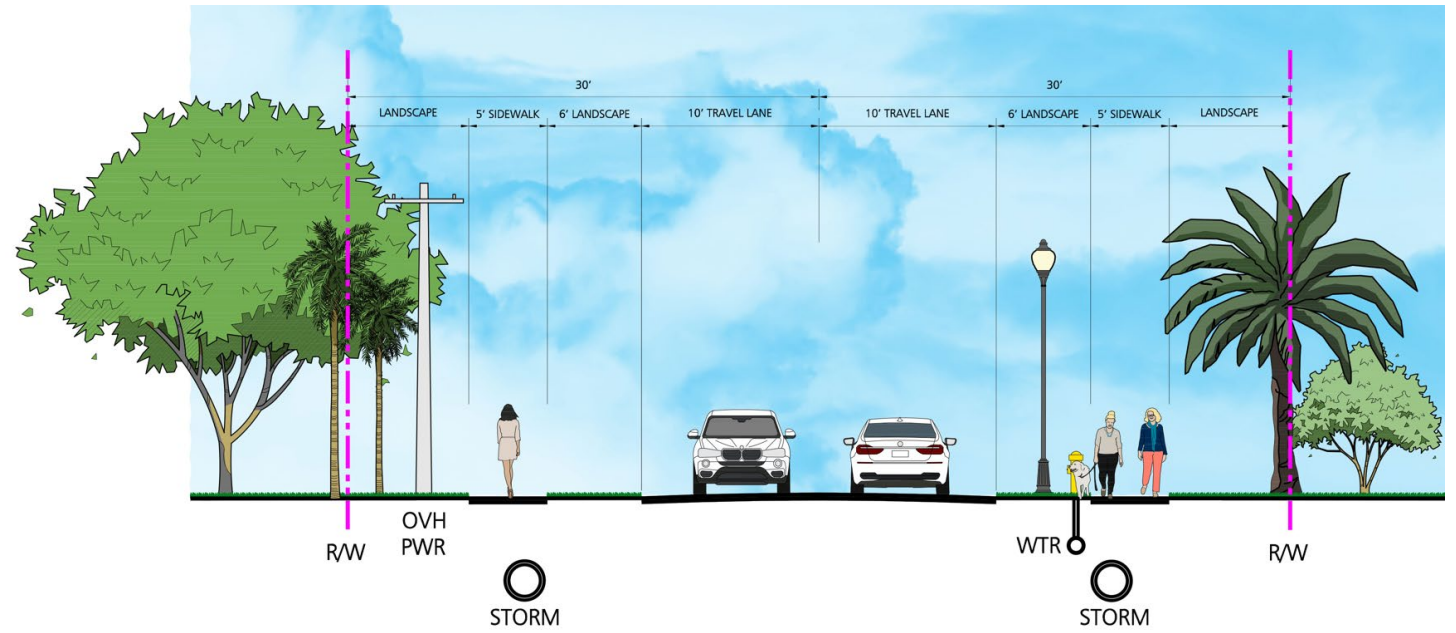 30' 30'
LANDSCAPE 5' SIDEWALK 6' LANDSCAPE 10' TRAVEL LANE 10' TRAVEL LANE 6' LANDSCAPE 5' SIDEWALK LANDSCAPE
OVH
PWR
R/W
WTR
R/W
STORM
STORM